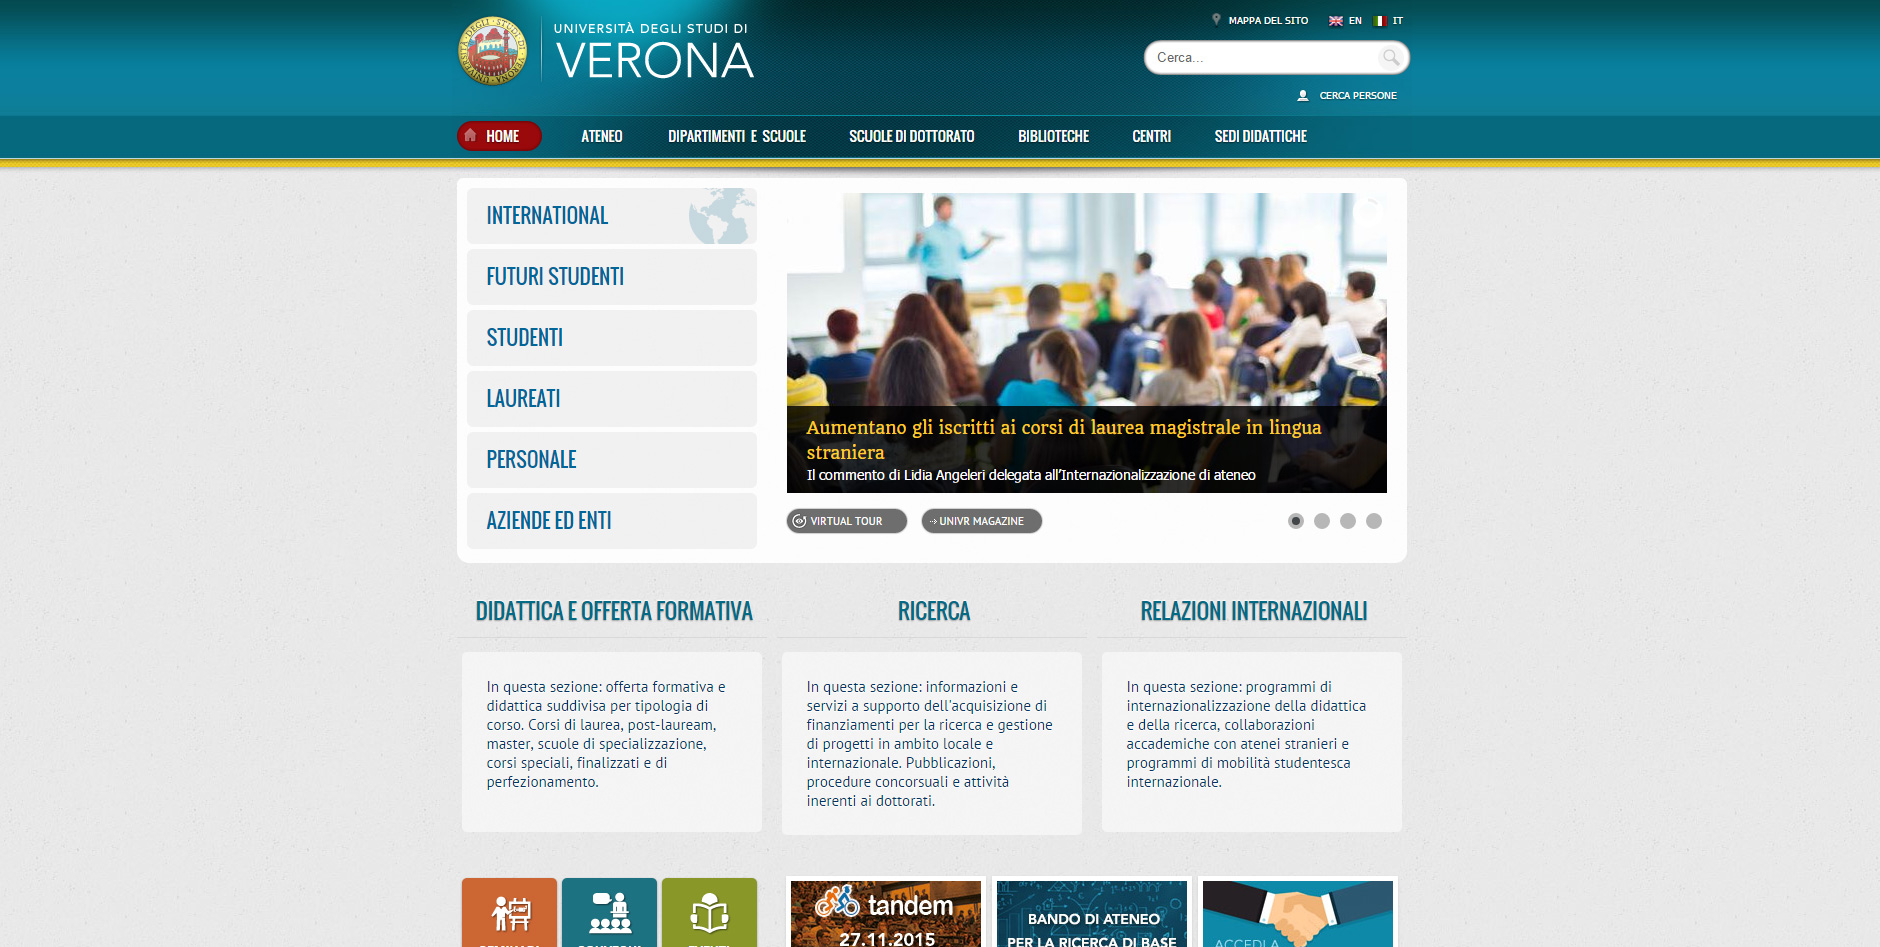 UNIVERSITÀ DEGLI STUDI DI
VERONA
MAPPA DEL SITO
EN
IT
Cerca...
CERCA PERSONE
HOME
ATENEO
DIPARTIMENTI E SCUOLE
SCUOLE DI DOTTORATO
BIBLIOTECHE
CENTRI
SEDI DIDATTICHE
INTERNATIONAL
FUTURI STUDENTI
STUDENTI
LAUREATI
PERSONALE
AZIENDE ED ENTI
Aumentano gli iscritti ai corsi di laurea magistrale in lingua
straniera
Il commento di Lidia Angeleri delegata all'Internazionalizzazione di ateneo
VIRTUAL TOUR
UNIVR MAGAZINE
DIDATTICA E OFFERTA FORMATIVA
In questa sezione: offerta formativa e
didattica suddivisa per tipologia di
corso. Corsi di laurea, post-lauream,
master, scuole di specializzazione,
corsi speciali, finalizzati e di
perfezionamento.
RICERCA
In questa sezione: informazioni e
servizi a supporto dell'acquisizione di
finanziamenti per la ricerca e gestione
di progetti in ambito locale e
internazionale. Pubblicazioni,
procedure concorsuali e attività
inerenti ai dottorati.
RELAZIONI INTERNAZIONALI
In questa sezione: programmi di
internazionalizzazione della didattica
e della ricerca, collaborazioni
accademiche con atenei stranieri e
programmi di mobilità studentesca
internazionale.
tandem
27.11.2015
BANDO DI ATENEO
PER LA RICERCA DI BASE
ACCEDI A